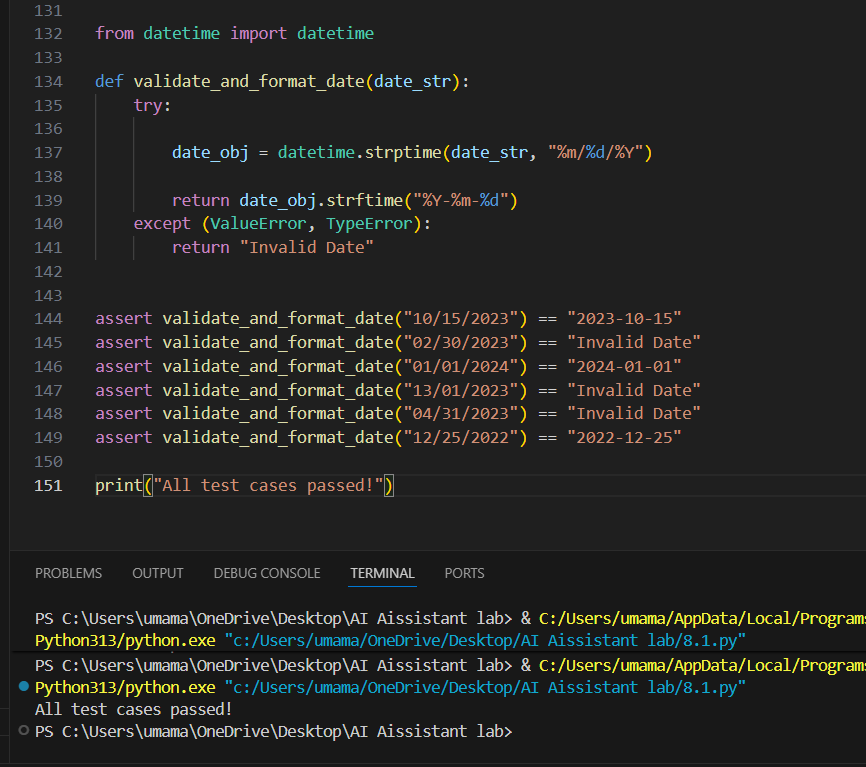 131
132 from datetime import datetime
133
134 def validate_and_format_date(date_str):
135     try:
136
137         date_obj = datetime.strptime(date_str, "%m/%d/%Y")
138
139         return date_obj.strftime("%Y-%m-%d")
140     except (ValueError, TypeError):
141         return "Invalid Date"
142
143
144 assert validate_and_format_date("10/15/2023") == "2023-10-15"
145 assert validate_and_format_date("02/30/2023") == "Invalid Date"
146 assert validate_and_format_date("01/01/2024") == "2024-01-01"
147 assert validate_and_format_date("13/01/2023") == "Invalid Date"
148 assert validate_and_format_date("04/31/2023") == "Invalid Date"
149 assert validate_and_format_date("12/25/2022") == "2022-12-25"
150
151 print("All test cases passed!")
PROBLEMS OUTPUT DEBUG CONSOLE TERMINAL PORTS
PS C:\Users\umama\OneDrive\Desktop\AI Aissistant lab> & C:/Users/umama/AppData/Local/Programs
Python313/python.exe "c:/Users/umama/OneDrive/Desktop/AI Aissistant lab/8.1.py"
PS C:\Users\umama\OneDrive\Desktop\AI Aissistant lab> & C:/Users/umama/AppData/Local/Programs
Python313/python.exe "c:/Users/umama/OneDrive/Desktop/AI Aissistant lab/8.1.py"
All test cases passed!
PS C:\Users\umama\OneDrive\Desktop\AI Aissistant lab>